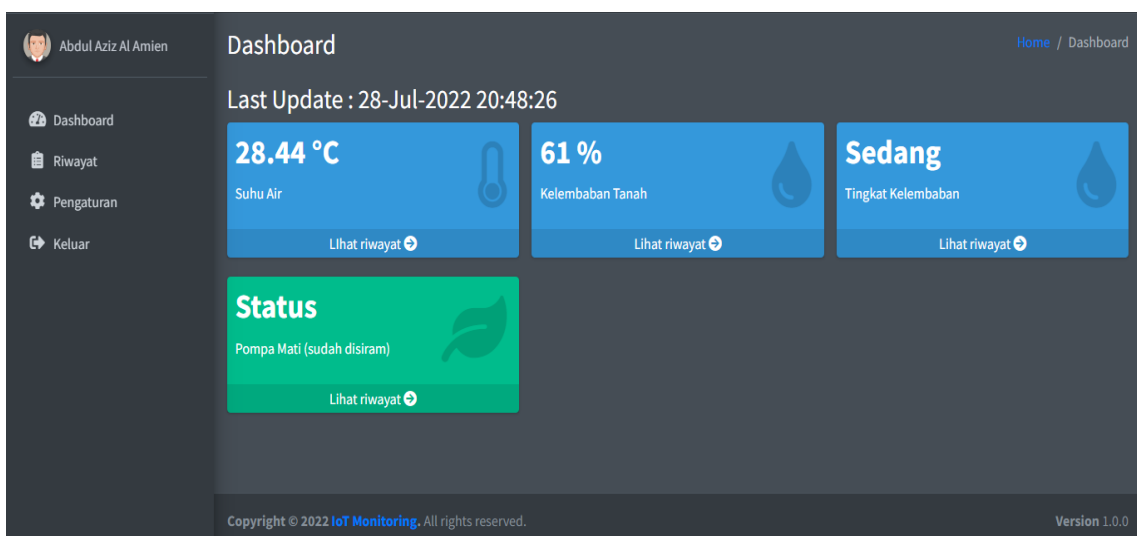 Abdul Aziz Al Amien
Dashboard
Riwayat
Pengaturan
Keluar
Dashboard
Home / Dashboard
Last Update : 28-Jul-2022 20:48:26
28.44 °C
Suhu Air
LIhat riwayat
61 %
Kelembaban Tanah
Lihat riwayat
Sedang
Tingkat Kelembaban
Lihat riwayat
Status
Pompa Mati (sudah disiram)
Lihat riwayat
Copyright © 2022 IoT Monitoring. All rights reserved.
Version 1.0.0